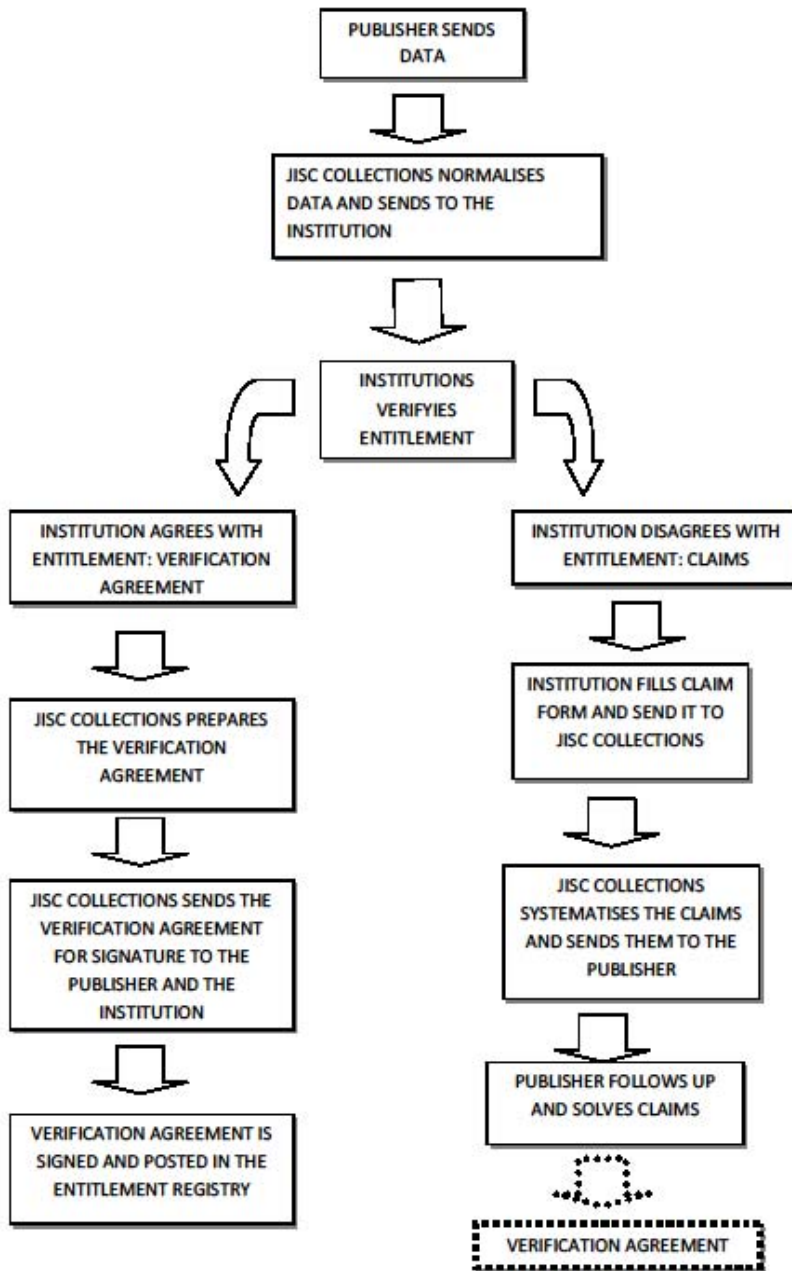 PUBLISHER SENDS
DATA
JISC COLLECTIONS NORMALISES
DATA AND SENDS TO THE
INSTITUTION
INSTITUTIONS
VERIFYIES
ENTITLEMENT
INSTITUTION AGREES WITH
ENTITLEMENT: VERIFICATION
AGREEMENT
JISC COLLECTIONS PREPARES
THE VERIFICATION
AGREEMENT
JISC COLLECTIONS SENDS THE
VERIFICATION AGREEMENT
FOR SIGNATURE TO THE
PUBLISHER AND THE
INSTITUTION
VERIFICATION AGREEMENT IS
SIGNED AND POSTED IN THE
ENTITLEMENT REGISTRY
INSTITUTION DISAGREES WITH
ENTITLEMENT: CLAIMS
INSTITUTION FILLS CLAIM
FORM AND SEND IT TO
JISC COLLECTIONS
JISC COLLECTIONS
SYSTEMATISES THE CLAIMS
AND SENDS THEM TO THE
PUBLISHER
PUBLISHER FOLLOWS UP
AND SOLVES CLAIMS
VERIFICATION AGREEMENT